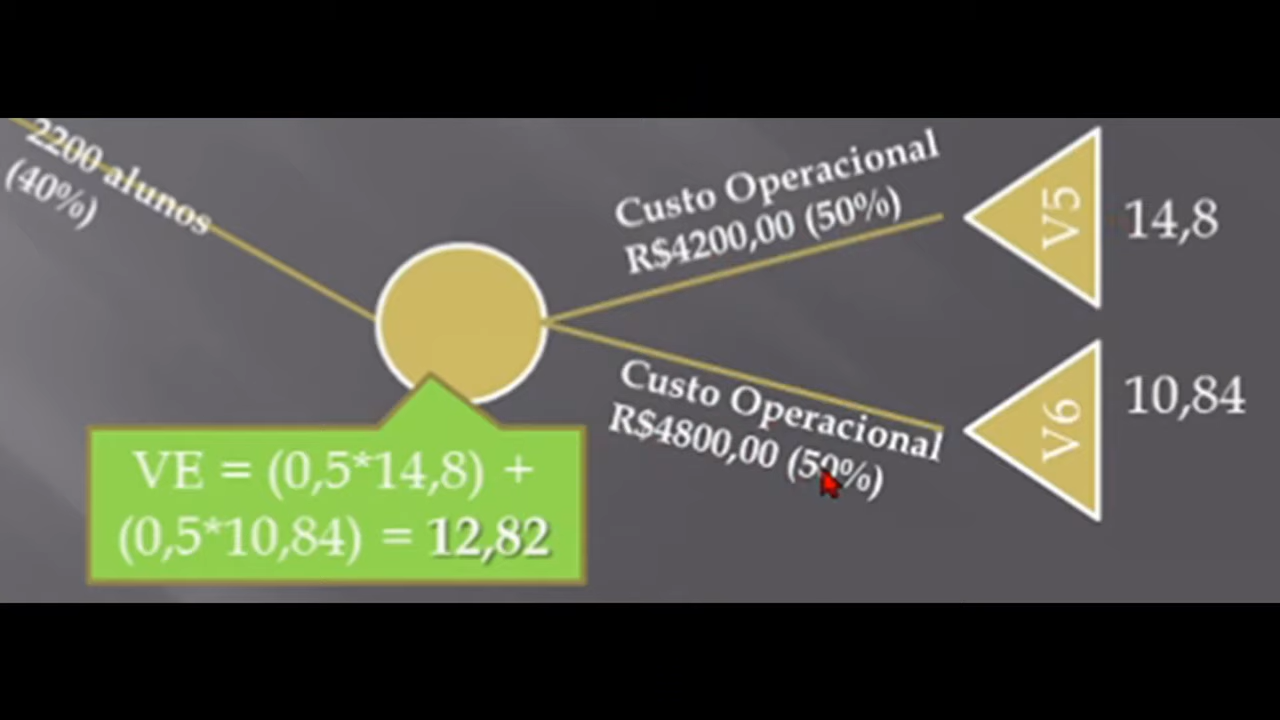 2200 alunos
(40%)
Custo Operacional
R$4200,00 (50%)
V5
14,8
Custo Operacional
R$4800,00 (50%)
V6
10,84
VE = (0,5*14,8) +
(0,5*10,84) = 12,82